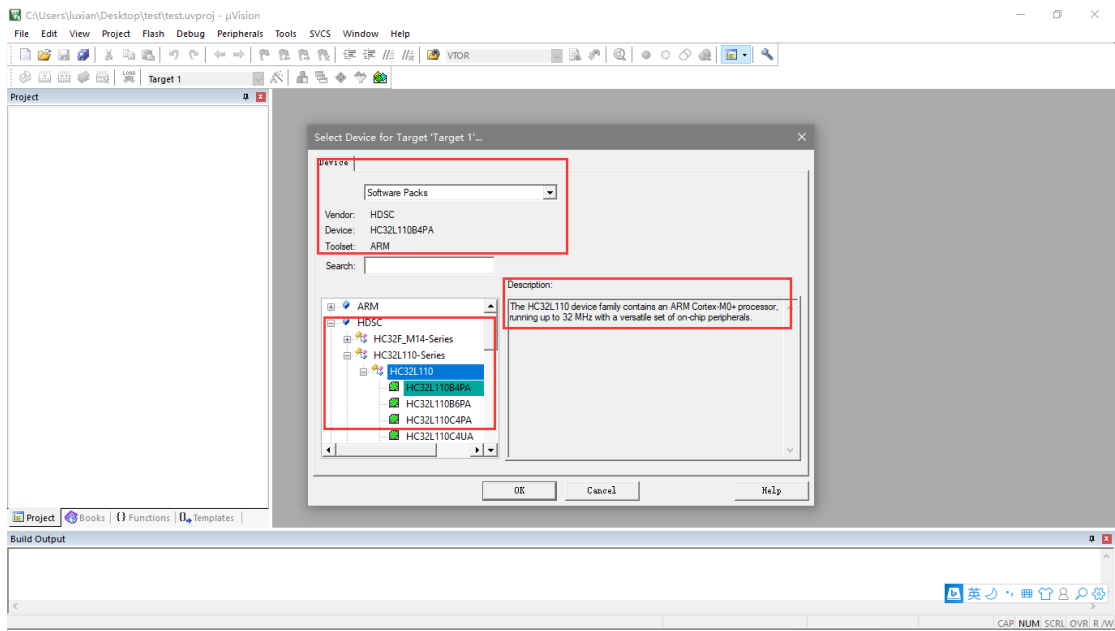 C:\Users\luxian\Desktop\test\test.uvproj - µVision
File Edit View Project Flash Debug Peripherals Tools SVCS Window Help
VTOR
LOAD Target 1
Project
Select Device for Target 'Target 1'...
Device
Software Packs
Vendor: HDSC
Device: HC32L110B4PA
Toolset: ARM
Search:
Description:
ARM
The HC32L110 device family contains an ARM Cortex-M0+ processor,
running up to 32 MHz with a versatile set of on-chip peripherals.
HDSC
HC32F_M14-Series
HC32L110-Series
HC32L110
HC32L110B4PA
HC32L110B6PA
HC32L110C4PA
HC32L110C4UA
OK Cancel Help
Project Books {} Functions Templates
Build Output
英
CAP NUM SCRL OVR R/W